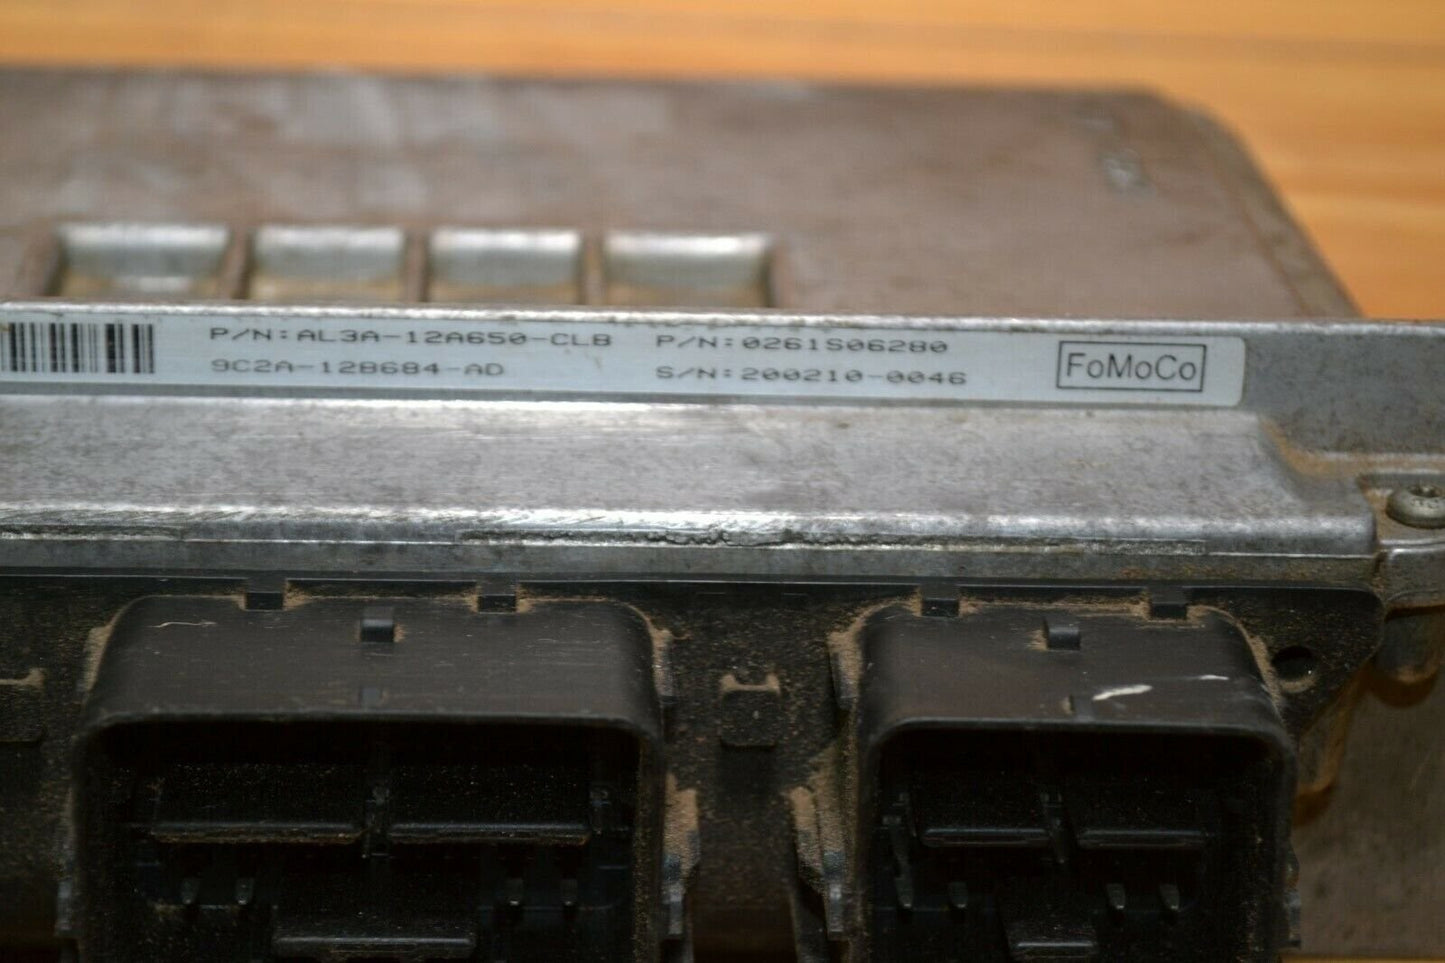 P/N:AL3A-12A650-CLB P/N:0261S06280
9C2A-12B684-AD S/N:200210-0046
FoMoCo